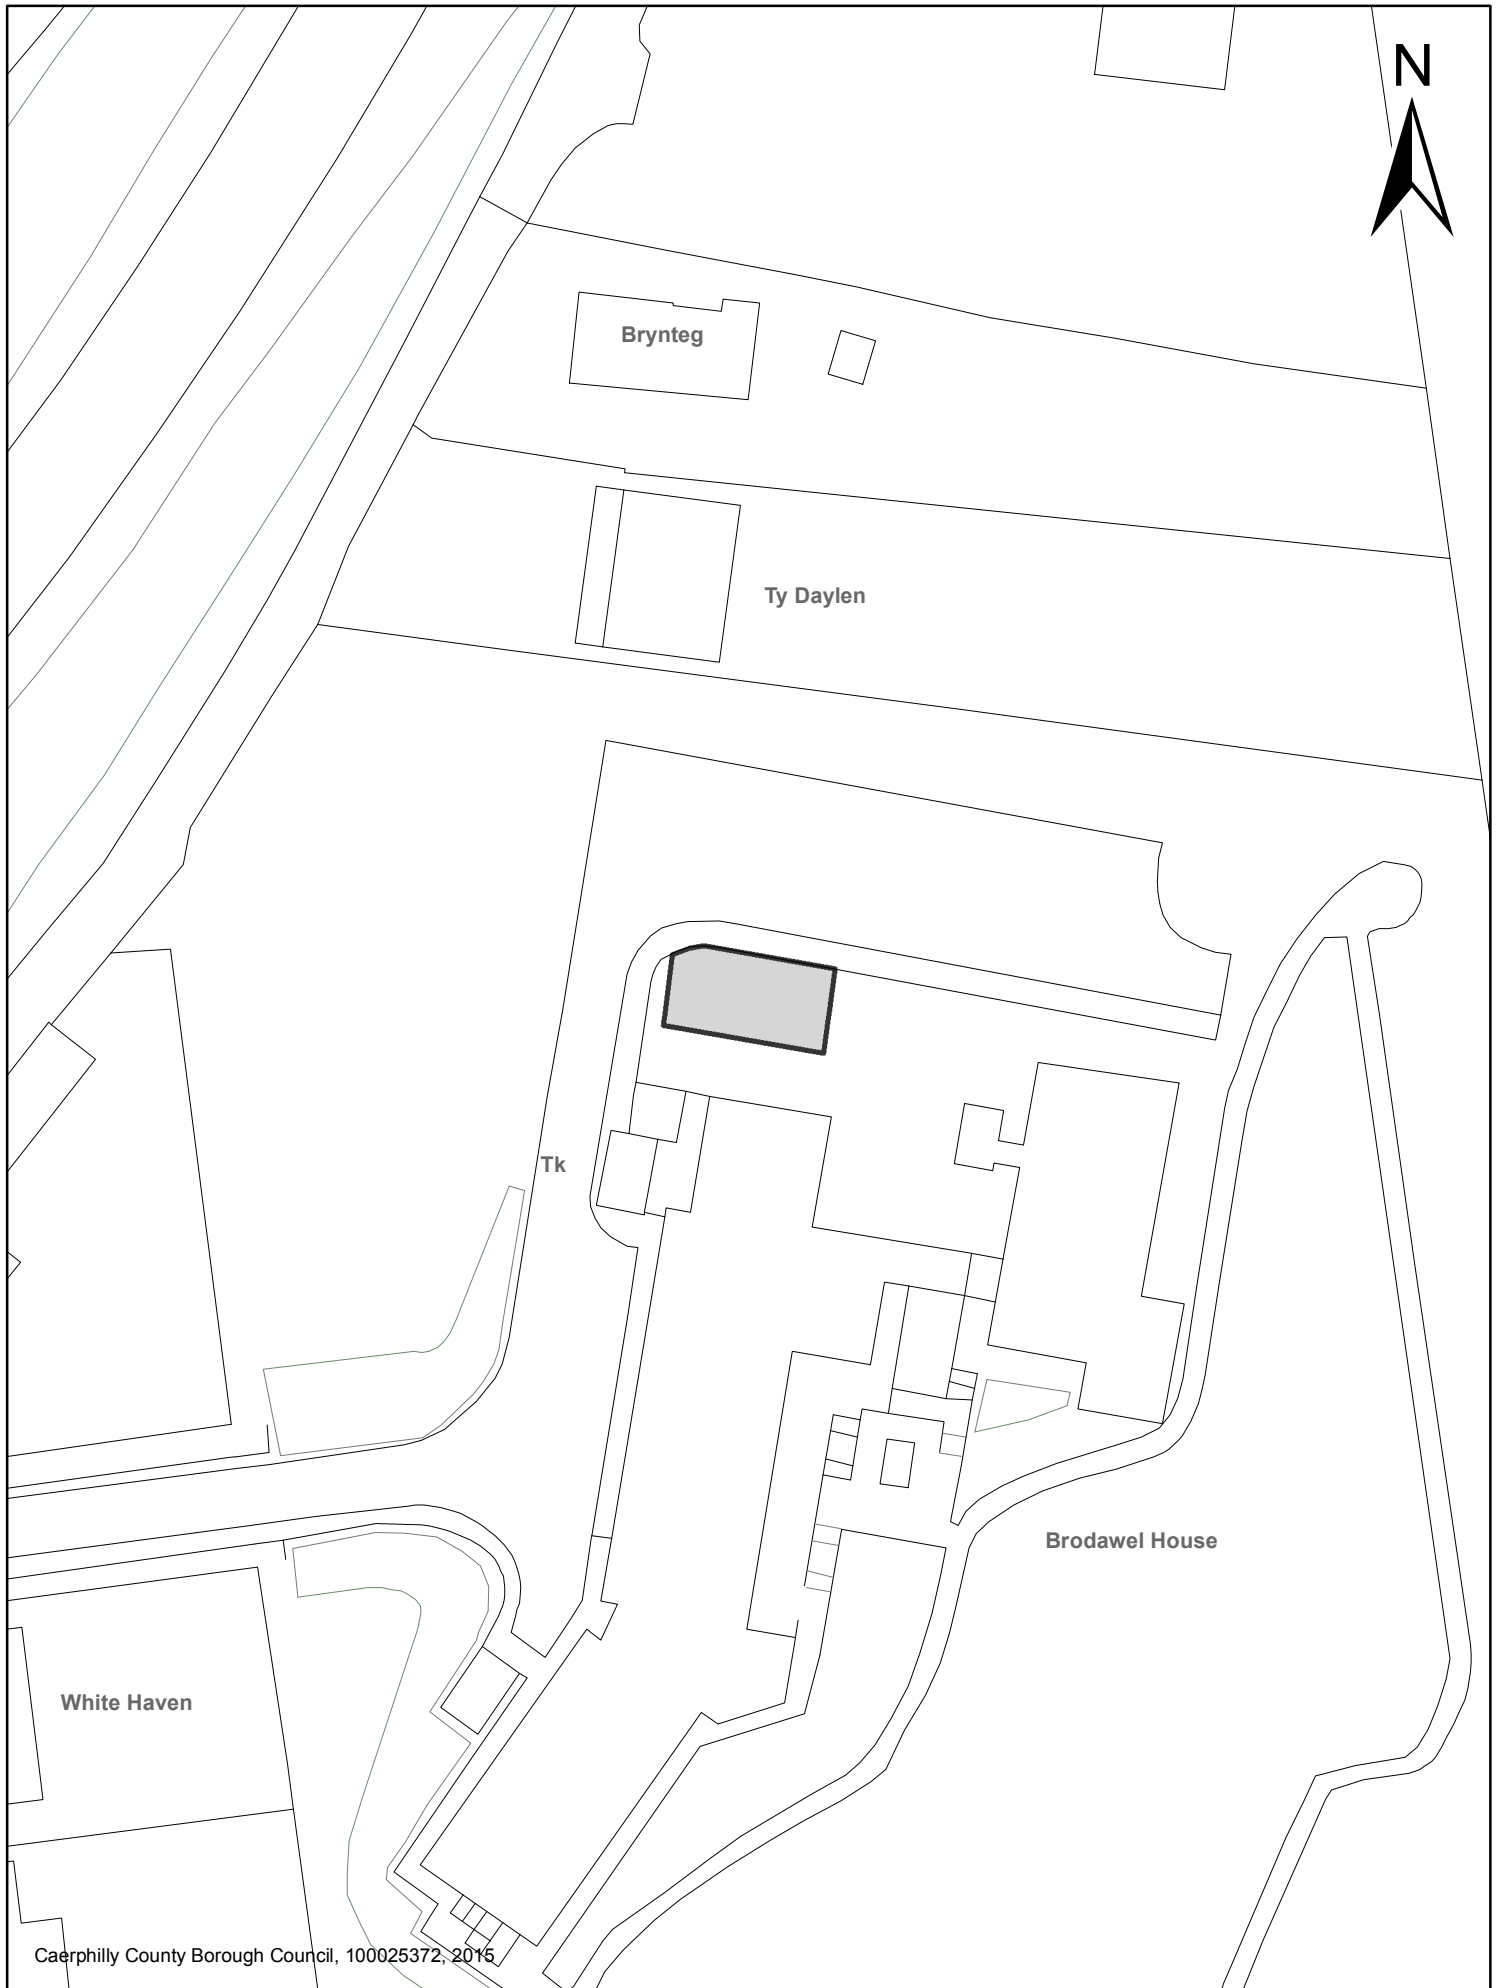 N
Brynteg
Ty Daylen
Tk
Brodawel House
White Haven
Caerphilly County Borough Council, 100025372, 2015